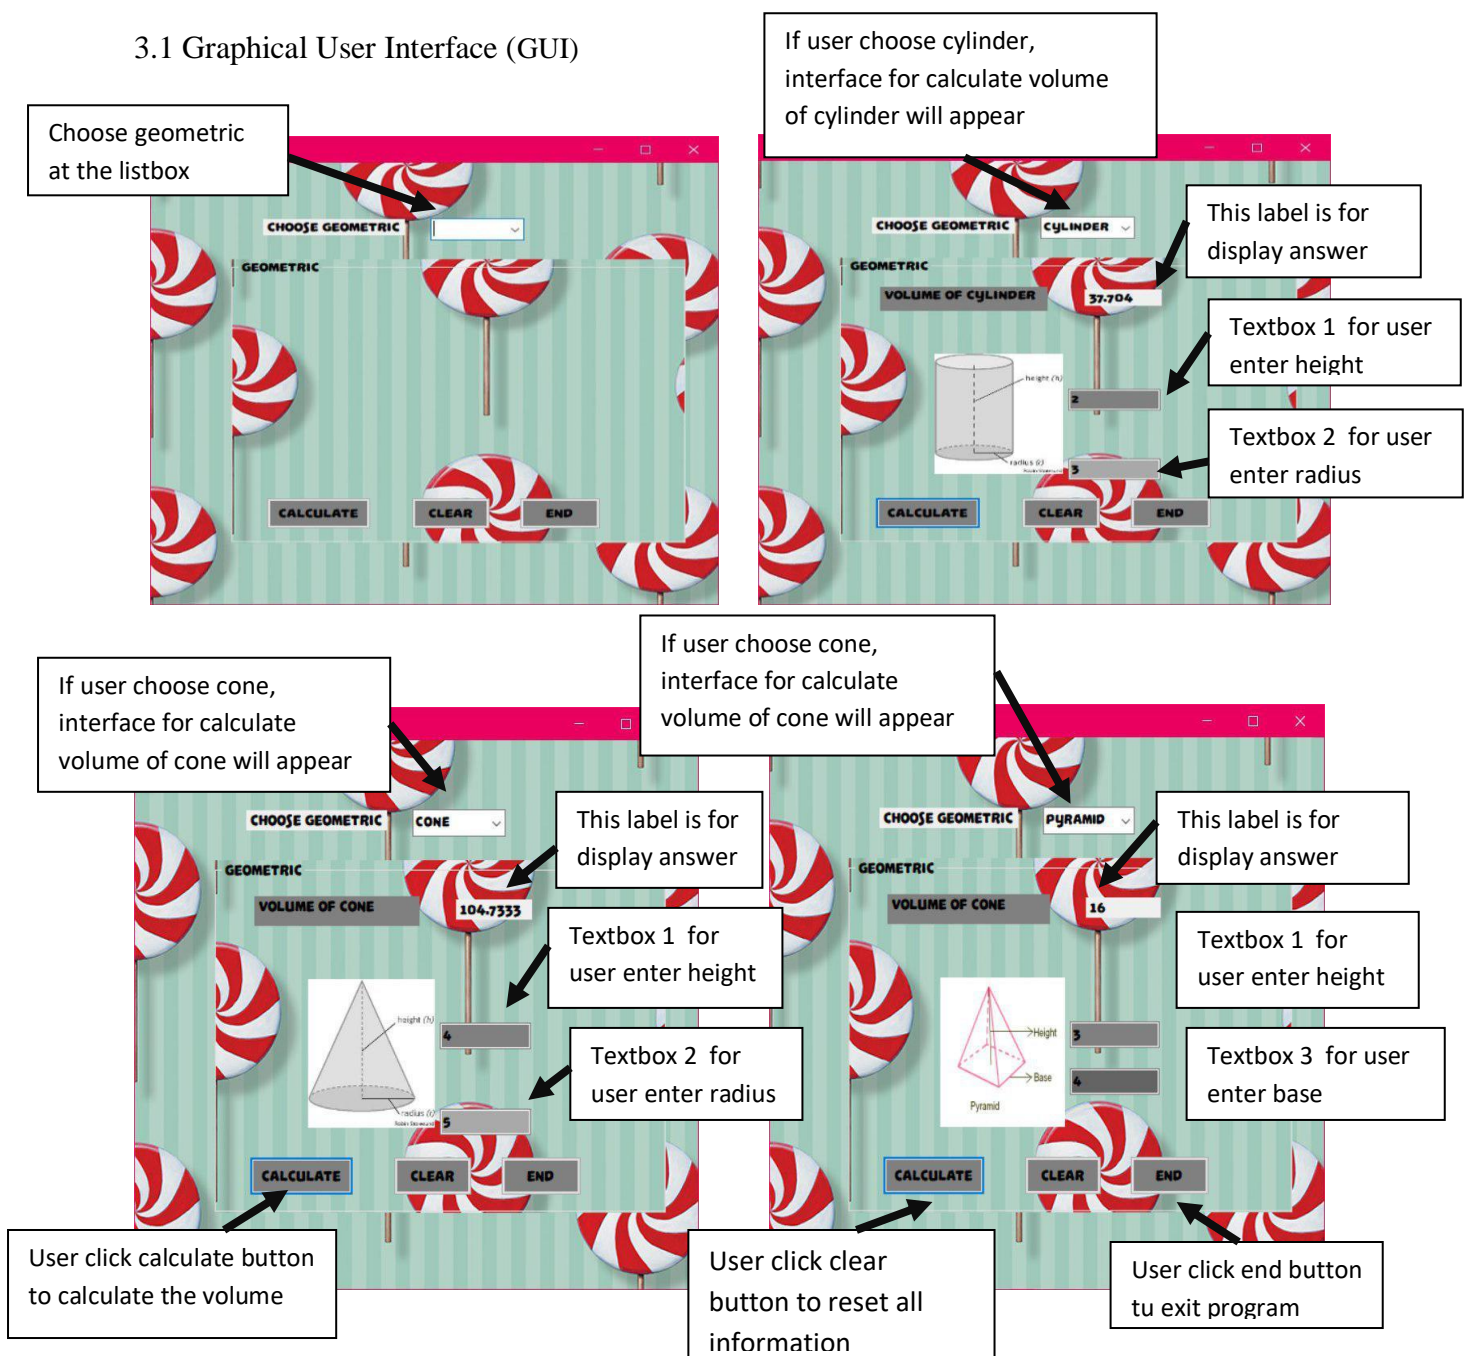 3.1 Graphical User Interface (GUI)
Choose geometric
at the listbox
CHOOSE GEOMETRIC
GEOMETRIC
CALCULATE
CLEAR
END
If user choose cylinder,
interface for calculate volume
of cylinder will appear
CHOOSE GEOMETRIC
CYLINDER
This label is for
display answer
GEOMETRIC
VOLUME OF CYLINDER
37.704
Textbox 1 for user
enter height
height (h)
2
Textbox 2 for user
enter radius
radius (r)
3
CALCULATE
CLEAR
END
If user choose cone,
interface for calculate
volume of cone will appear
CHOOSE GEOMETRIC
CONE
This label is for
display answer
GEOMETRIC
VOLUME OF CONE
104.7333
Textbox 1 for
user enter height
height (h)
4
Textbox 2 for
user enter radius
radius (r)
5
CALCULATE
CLEAR
END
User click calculate button
to calculate the volume
If user choose cone,
interface for calculate
volume of cone will appear
CHOOSE GEOMETRIC
PYRAMID
This label is for
display answer
GEOMETRIC
VOLUME OF CONE
16
Textbox 1 for
user enter height
Height
3
Textbox 3 for user
enter base
Base
4
Pyramid
CALCULATE
CLEAR
END
User click clear
button to reset all
information
User click end button
tu exit program